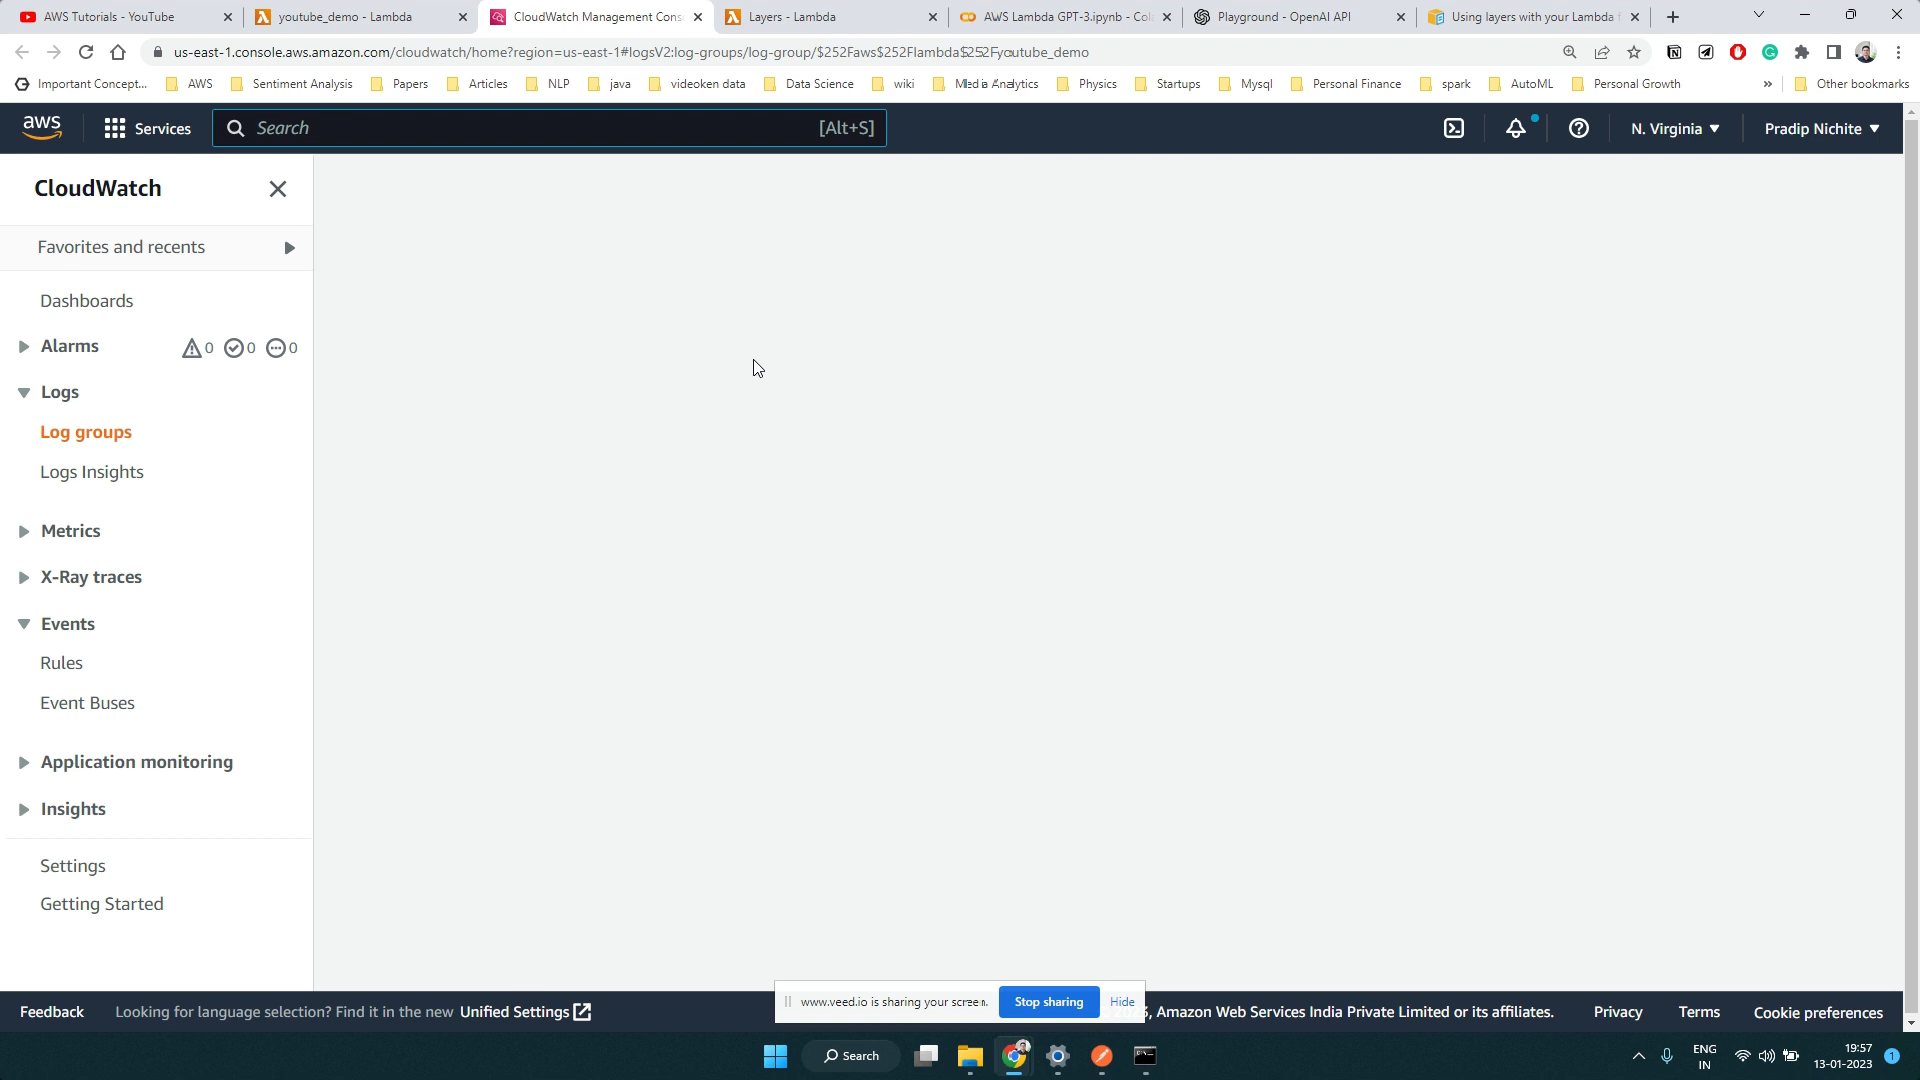 AWS Tutorials - YouTube
youtube_demo - Lambda
CloudWatch Management Cons
Layers - Lambda
AWS Lambda GPT-3.ipynb - Col
Playground - OpenAI API
Using layers with your Lambda f
us-east-1.console.aws.amazon.com/cloudwatch/home?region=us-east-1#logsV2:log-groups/log-group/$252Faws$252Flambda$252Fyoutube_demo
Important Concept...
AWS
Sentiment Analysis
Papers
Articles
NLP
java
videoken data
Data Science
wiki
Media Analytics
Physics
Startups
Mysql
Personal Finance
spark
AutoML
Personal Growth
»
Other bookmarks
aws
Services
Search
[Alt+S]
N. Virginia
Pradip Nichite
CloudWatch
Favorites and recents
Dashboards
Alarms
0
0
0
Logs
Log groups
Logs Insights
Metrics
X-Ray traces
Events
Rules
Event Buses
Application monitoring
Insights
Settings
Getting Started
Feedback
Looking for language selection? Find it in the new Unified Settings
www.veed.io is sharing your screen.
Stop sharing
Hide
, Amazon Web Services India Private Limited or its affiliates.
Privacy
Terms
Cookie preferences
Search
ENG
IN
19:57
13-01-2023
1